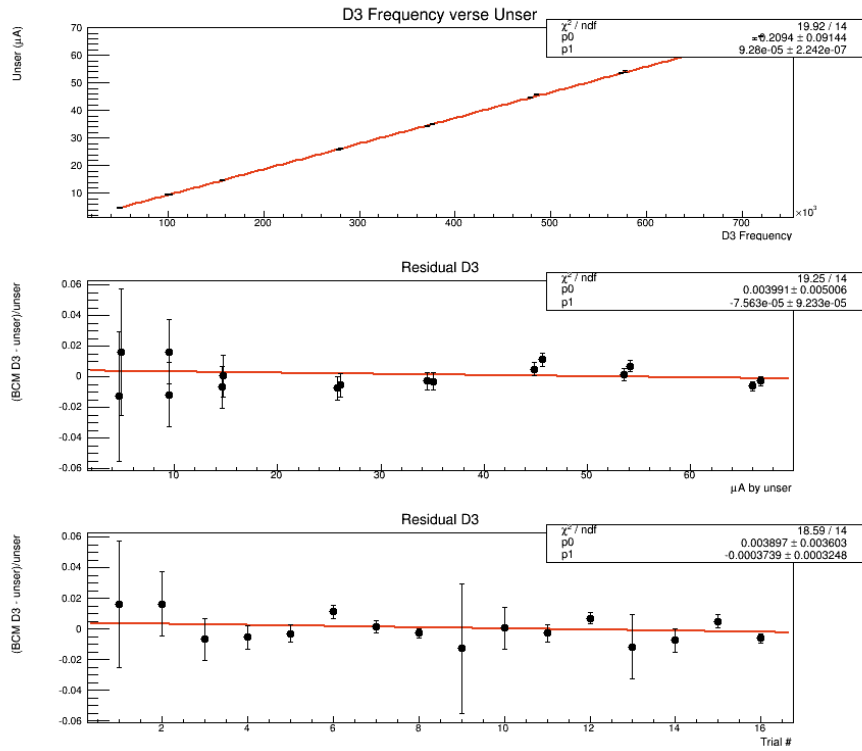 D3 Frequency verse Unser
χ² / ndf 19.92 / 14
p0 -0.2094 ± 0.09144
p1 9.28e-05 ± 2.242e-07
Unser (μA)
70
60
50
40
30
20
10
100 200 300 400 500 600 700
×10³
D3 Frequency
Residual D3
χ² / ndf 19.25 / 14
p0 0.003991 ± 0.005006
p1 -7.563e-05 ± 9.233e-05
(BCM D3 - unser)/unser
0.06
0.04
0.02
0
-0.02
-0.04
-0.06
10 20 30 40 50 60
μA by unser
Residual D3
χ² / ndf 18.59 / 14
p0 0.003897 ± 0.003603
p1 -0.0003739 ± 0.0003248
(BCM D3 - unser)/unser
0.06
0.04
0.02
0
-0.02
-0.04
-0.06
2 4 6 8 10 12 14 16
Trial #